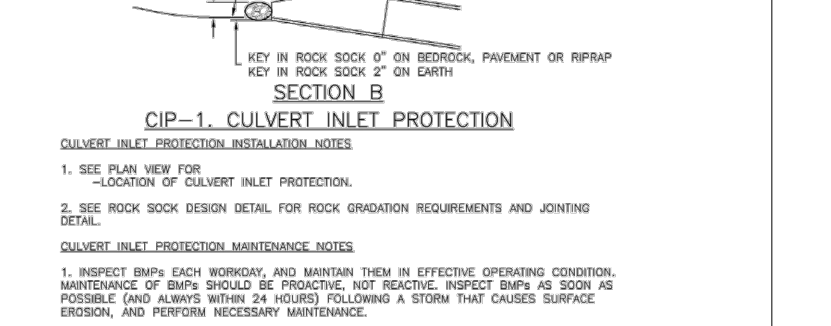 KEY IN ROCK SOCK 0" ON BEDROCK, PAVEMENT OR RIPRAP
KEY IN ROCK SOCK 2" ON EARTH
SECTION B
CIP-1. CULVERT INLET PROTECTION
CULVERT INLET PROTECTION INSTALLATION NOTES
1. SEE PLAN VIEW FOR
-LOCATION OF CULVERT INLET PROTECTION.
2. SEE ROCK SOCK DESIGN DETAIL FOR ROCK GRADATION REQUIREMENTS AND JOINTING
DETAIL.
CULVERT INLET PROTECTION MAINTENANCE NOTES
1. INSPECT BMPs EACH WORKDAY, AND MAINTAIN THEM IN EFFECTIVE OPERATING CONDITION.
MAINTENANCE OF BMPs SHOULD BE PROACTIVE, NOT REACTIVE. INSPECT BMPs AS SOON AS
POSSIBLE (AND ALWAYS WITHIN 24 HOURS) FOLLOWING A STORM THAT CAUSES SURFACE
EROSION, AND PERFORM NECESSARY MAINTENANCE.